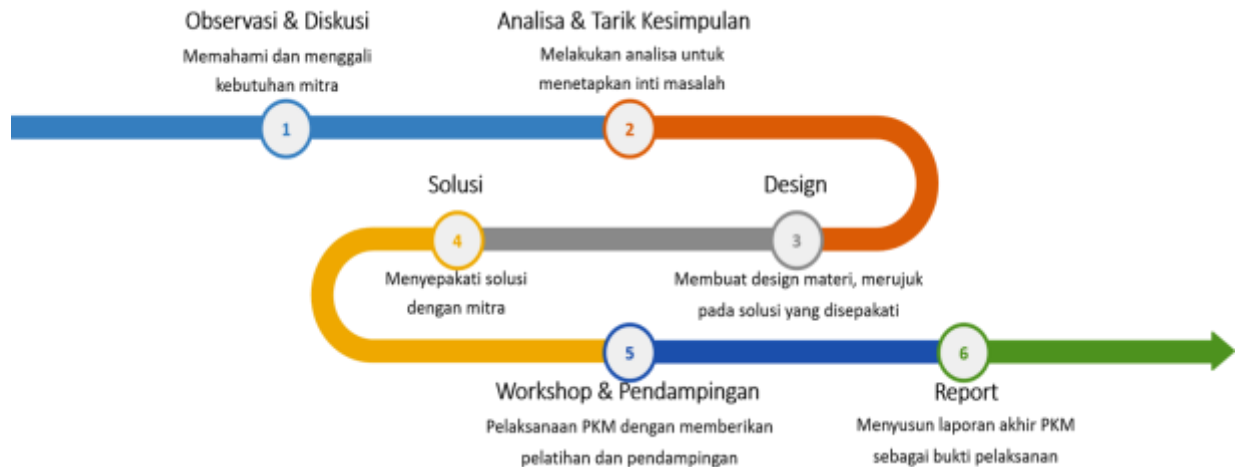 Observasi & Diskusi
Memahami dan menggali
kebutuhan mitra
1
Analisa & Tarik Kesimpulan
Melakukan analisa untuk
menetapkan inti masalah
2
Design
3
Membuat design materi, merujuk
pada solusi yang disepakati
Solusi
4
Menyepakati solusi
dengan mitra
5
Workshop & Pendampingan
Pelaksanaan PKM dengan memberikan
pelatihan dan pendampingan
6
Report
Menyusun laporan akhir PKM
sebagai bukti pelaksanan